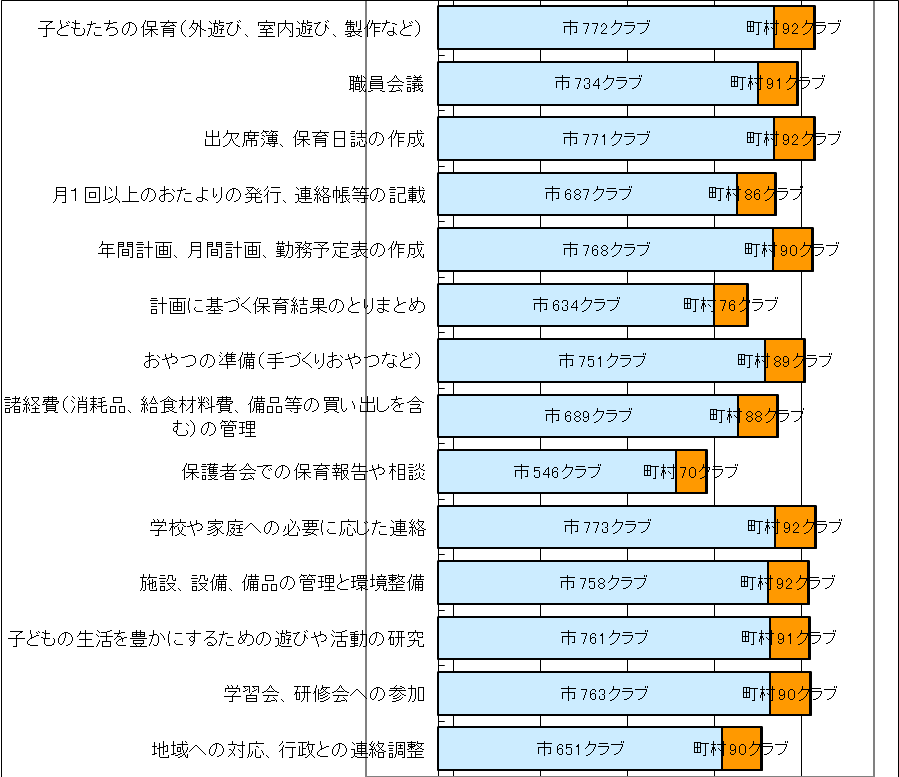 子どもたちの保育(外遊び、室内遊び、製作など)
市 772クラブ
町村 92クラブ
職員会議
市 734クラブ
町村 91クラブ
出欠席簿、保育日誌の作成
市 771クラブ
町村 92クラブ
月1回以上のおたよりの発行、連絡帳等の記載
市 687クラブ
町村 86クラブ
年間計画、月間計画、勤務予定表の作成
市 768クラブ
町村 90クラブ
計画に基づく保育結果のとりまとめ
市 634クラブ
町村 76クラブ
おやつの準備(手づくりおやつなど)
市 751クラブ
町村 89クラブ
諸経費(消耗品、給食材料費、備品等の買い出しを含
む)の管理
市 689クラブ
町村 88クラブ
保護者会での保育報告や相談
市 546クラブ
町村 70クラブ
学校や家庭への必要に応じた連絡
市 773クラブ
町村 92クラブ
施設、設備、備品の管理と環境整備
市 758クラブ
町村 92クラブ
子どもの生活を豊かにするための遊びや活動の研究
市 761クラブ
町村 91クラブ
学習会、研修会への参加
市 763クラブ
町村 90クラブ
地域への対応、行政との連絡調整
市 651クラブ
町村 90クラブ